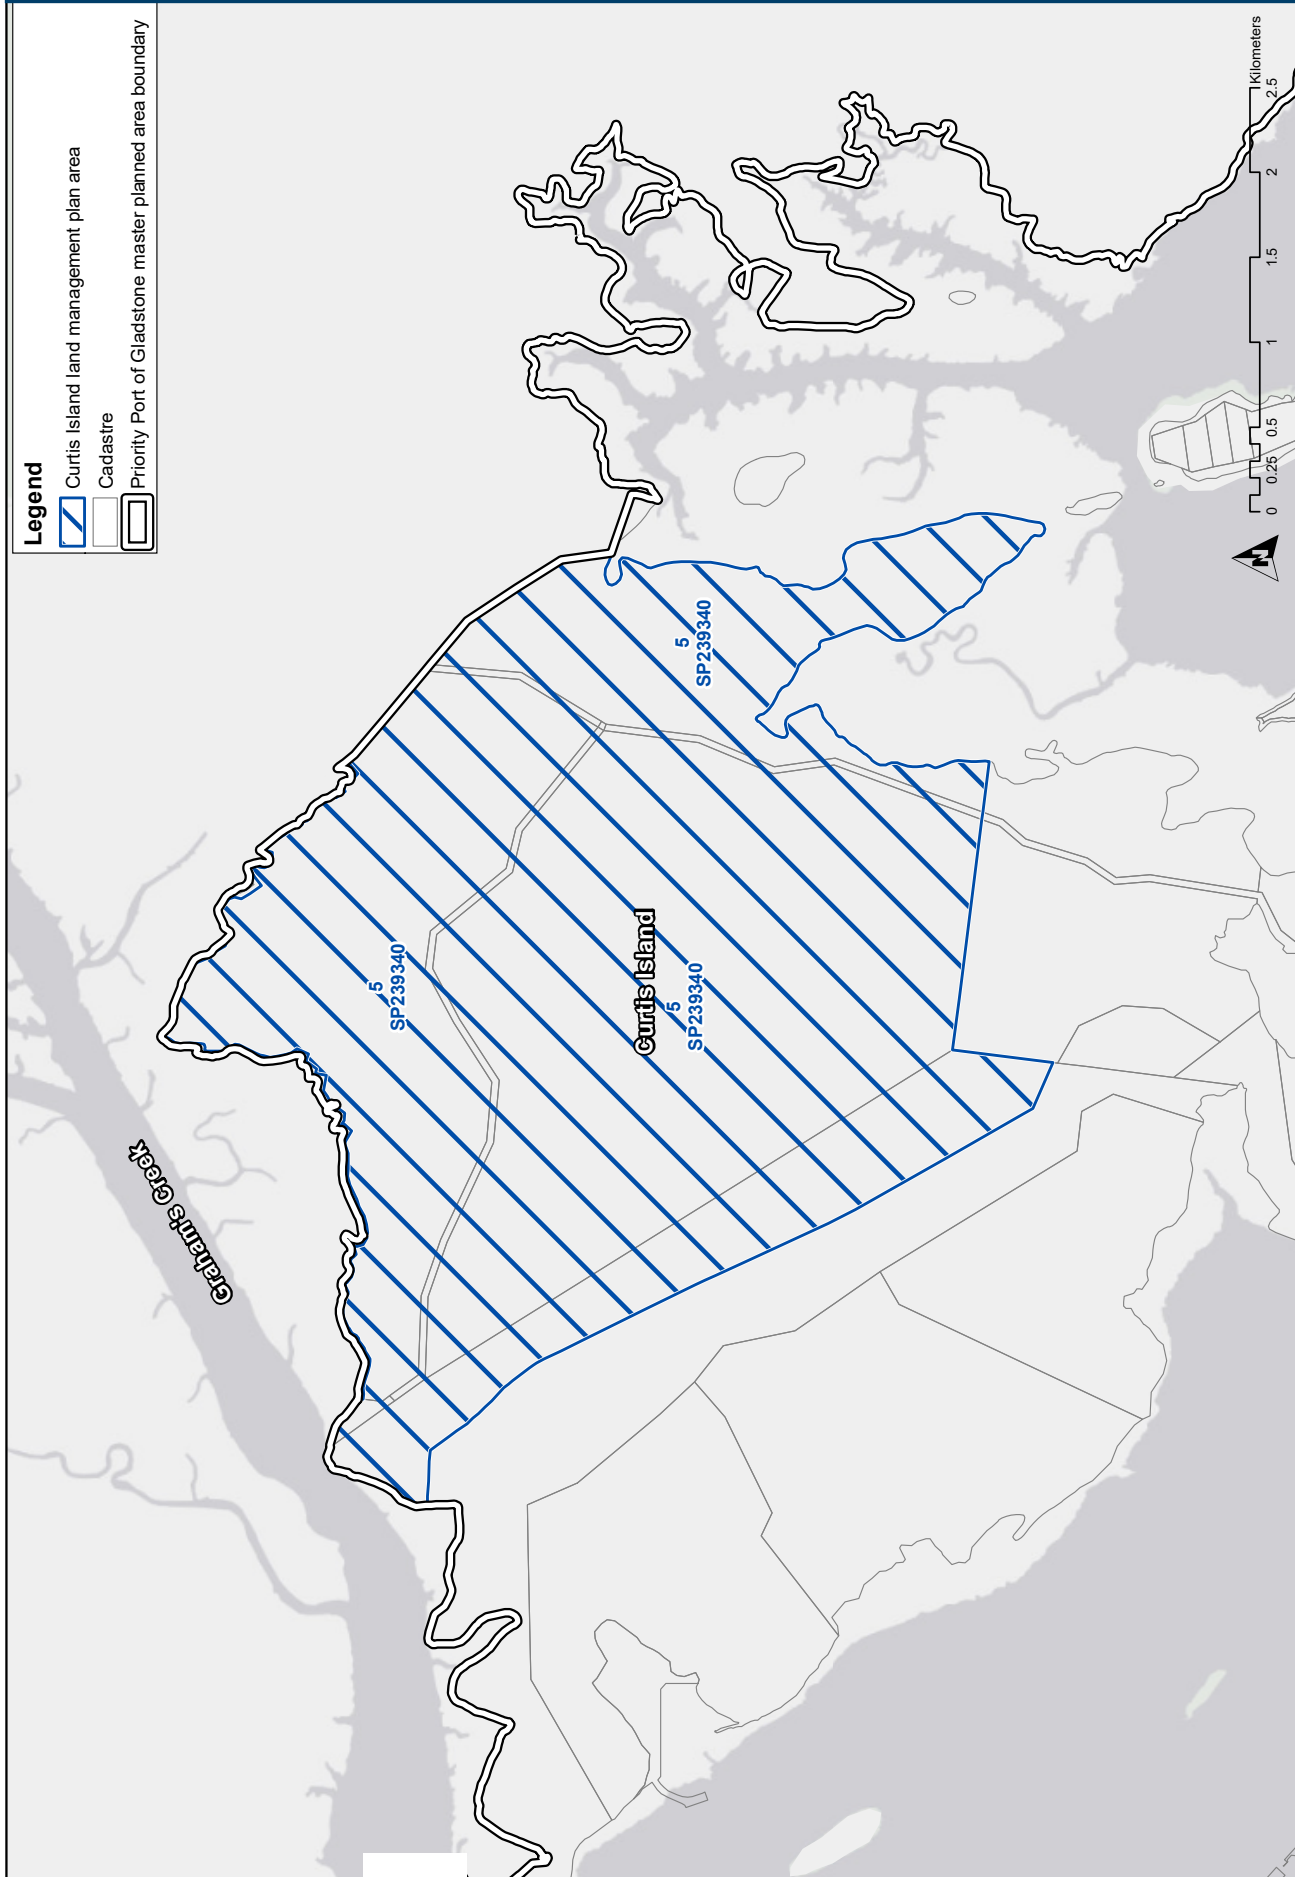 Legend
Curtis Island land management plan area
Cadastre
Priority Port of Gladstone master planned area boundary
Graham's Creek
5
SP239340
Curtis Island
5
SP239340
5
SP239340
N
Kilometers
0 0.25 0.5 1 1.5 2 2.5